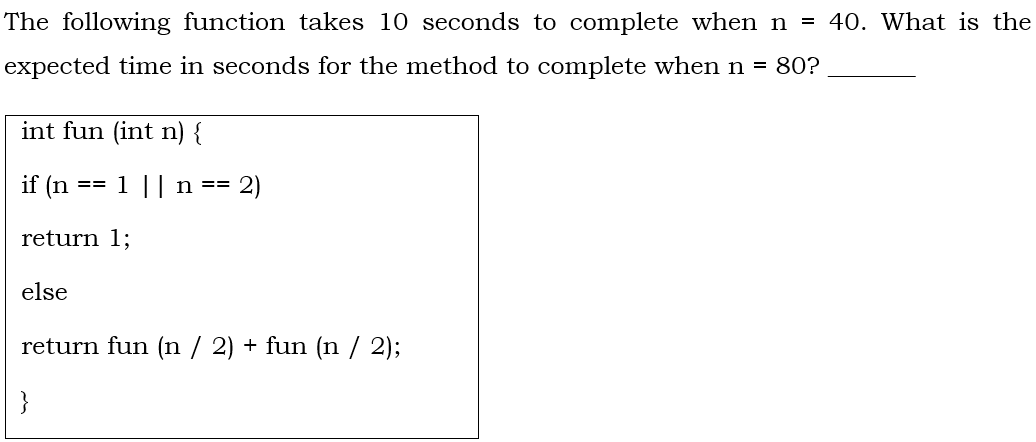 The following function takes 10 seconds to complete when n = 40. What is the
expected time in seconds for the method to complete when n = 80? ______
int fun (int n) {
if (n == 1 || n == 2)
return 1;
else
return fun (n / 2) + fun (n / 2);
}